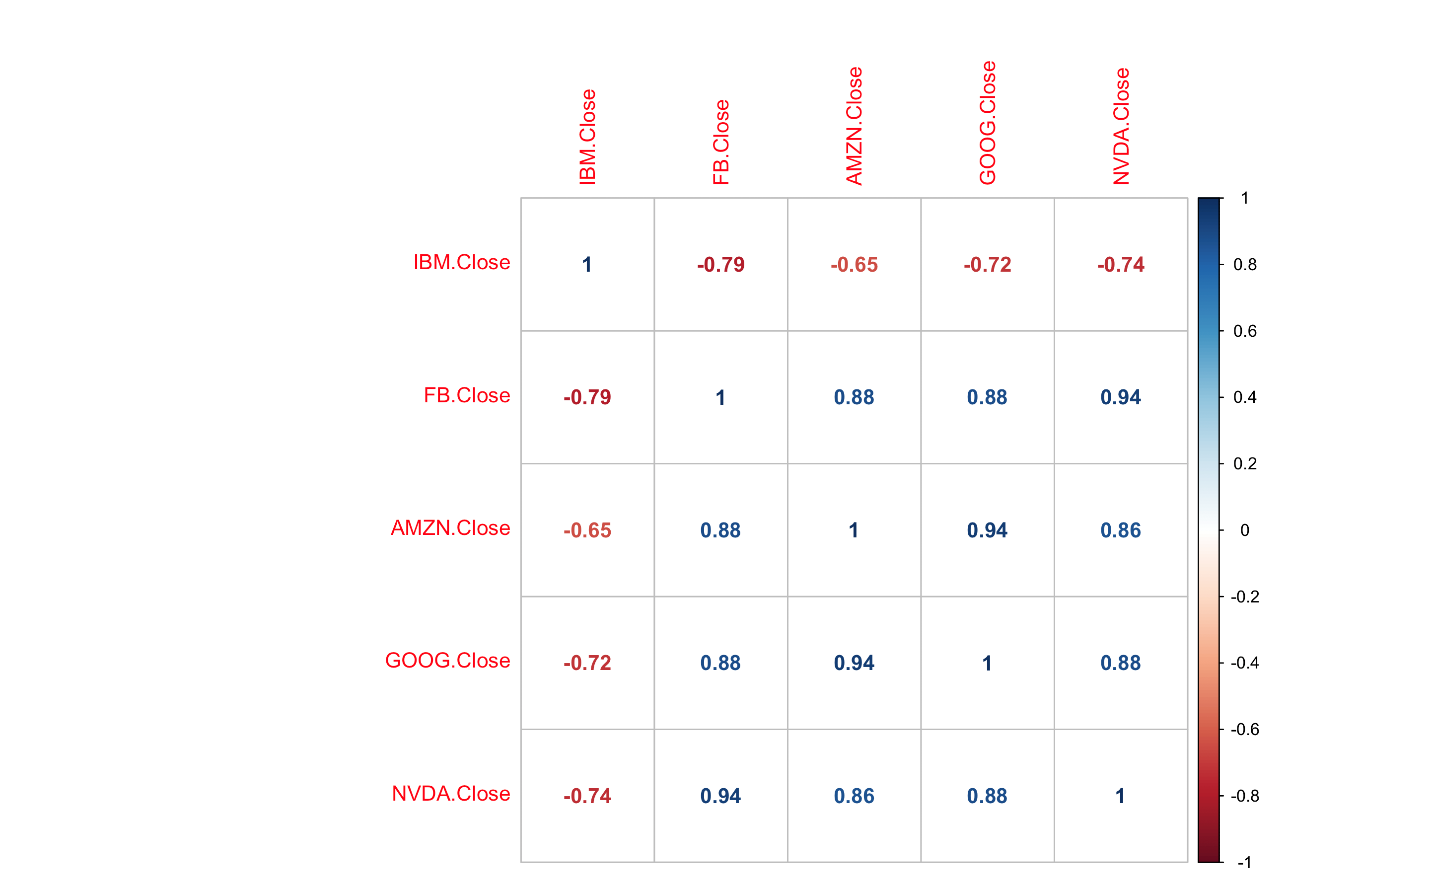 IBM.Close
FB.Close
AMZN.Close
GOOG.Close
NVDA.Close
IBM.Close 1 -0.79 -0.65 -0.72 -0.74
FB.Close -0.79 1 0.88 0.88 0.94
AMZN.Close -0.65 0.88 1 0.94 0.86
GOOG.Close -0.72 0.88 0.94 1 0.88
NVDA.Close -0.74 0.94 0.86 0.88 1
1
0.8
0.6
0.4
0.2
0
-0.2
-0.4
-0.6
-0.8
-1